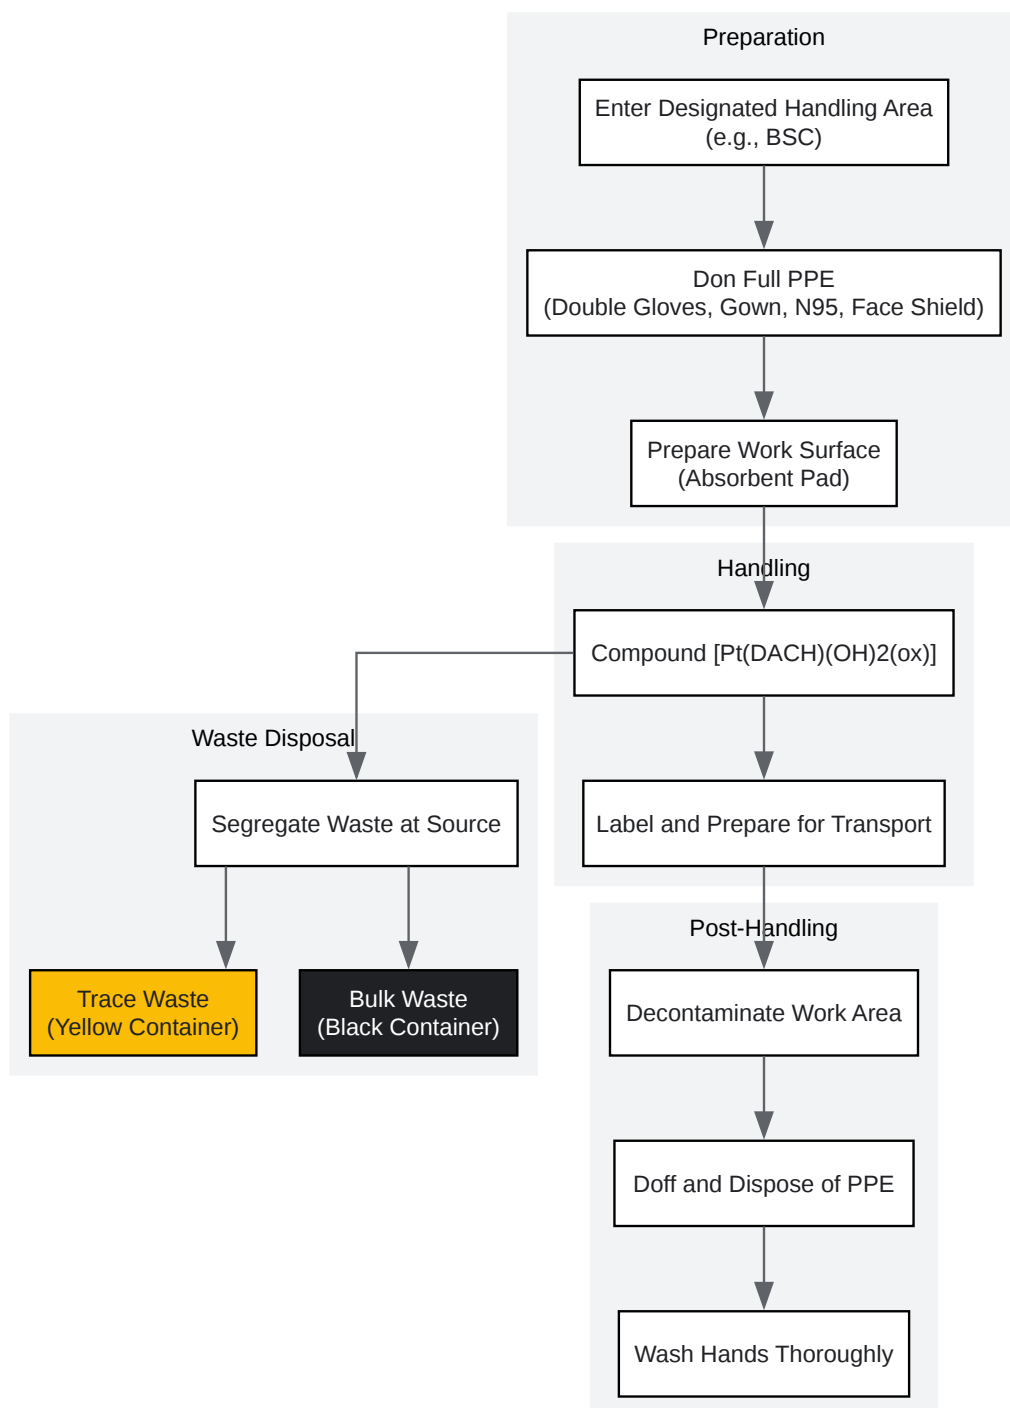 Preparation
Enter Designated Handling Area
(e.g., BSC)
Don Full PPE
(Double Gloves, Gown, N95, Face Shield)
Prepare Work Surface
(Absorbent Pad)
Handling
Compound [Pt(DACH)(OH)2(ox)]
Label and Prepare for Transport
Waste Disposal
Segregate Waste at Source
Trace Waste
(Yellow Container)
Bulk Waste
(Black Container)
Post-Handling
Decontaminate Work Area
Doff and Dispose of PPE
Wash Hands Thoroughly